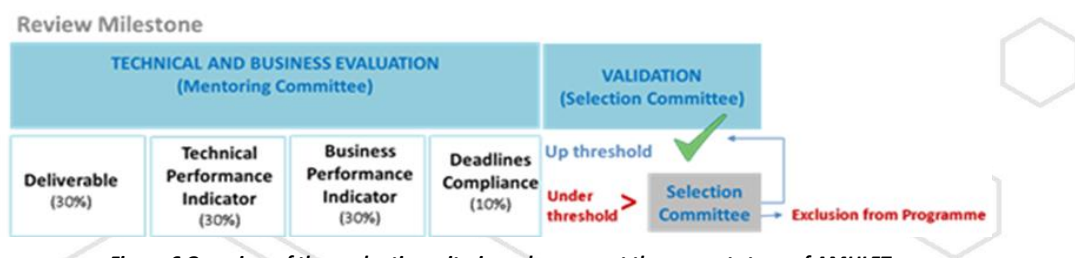 Review Milestone
TECHNICAL AND BUSINESS EVALUATION
(Mentoring Committee)
VALIDATION
(Selection Committee)
Deliverable
(30%)
Technical
Performance
Indicator
(30%)
Business
Performance
Indicator
(30%)
Deadlines
Compliance
(10%)
Up threshold
Under
threshold
>
Selection
Committee
Exclusion from Programme